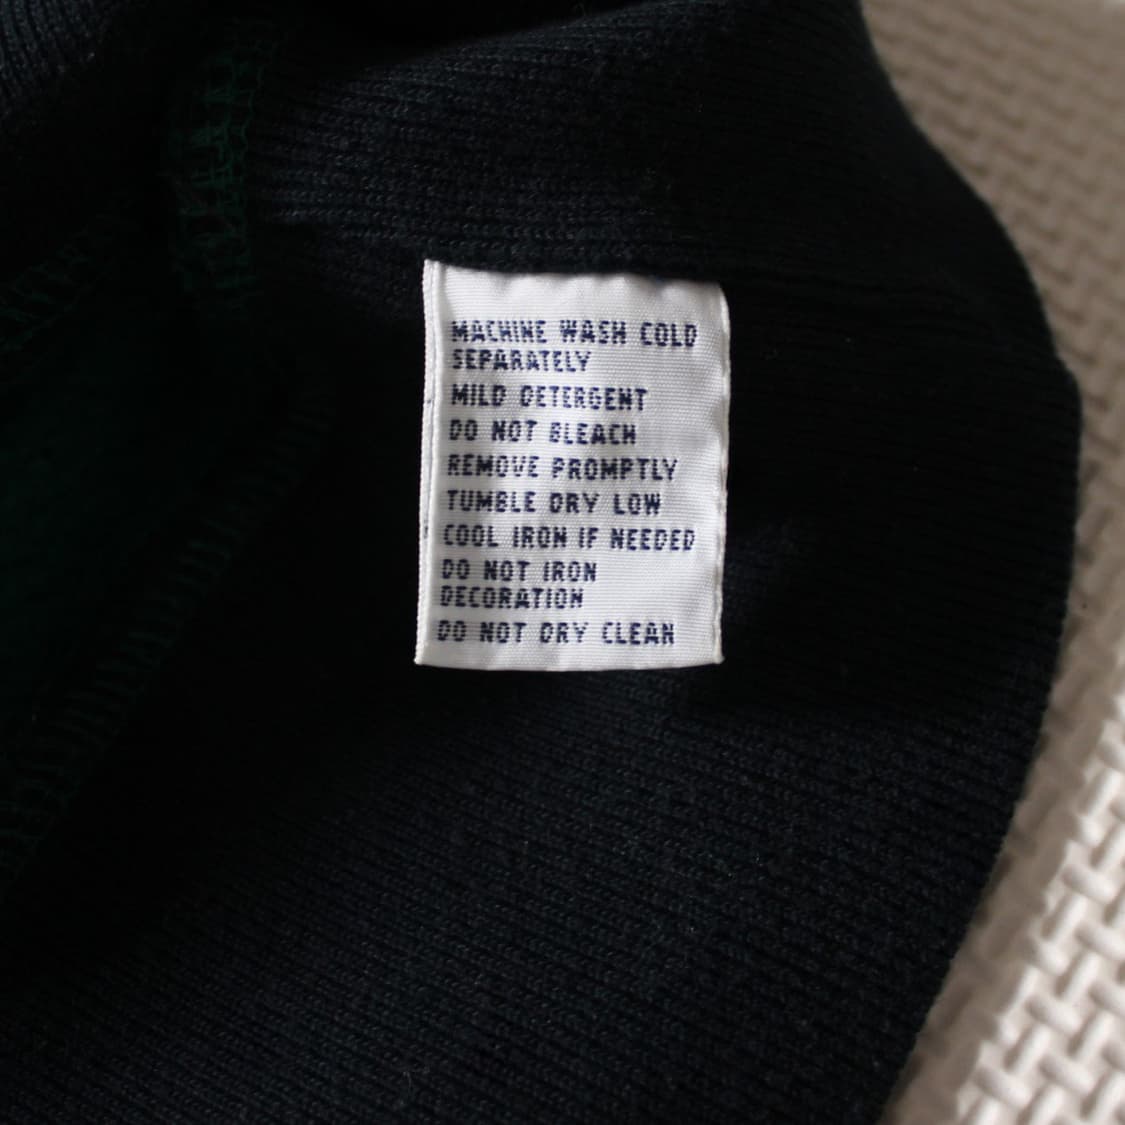 MACHINE WASH COLD
SEPARATELY
MILD DETERGENT
DO NOT BLEACH
REMOVE PROMPTLY
TUMBLE DRY LOW
COOL IRON IF NEEDED
DO NOT IRON
DECORATION
DO NOT DRY CLEAN